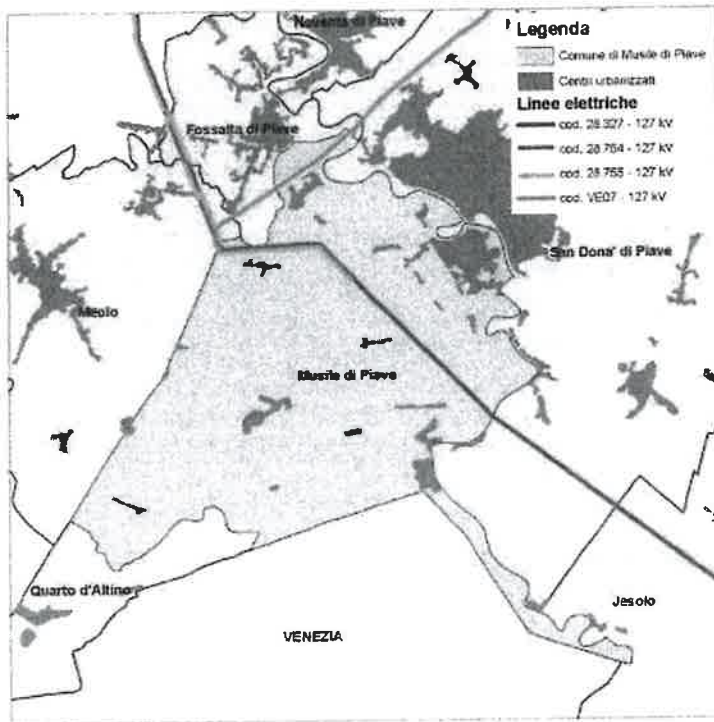 Noventa di Piave
Legenda
Comune di Musile di Piave
Centri urbanizzati
Linee elettriche
cod. 28.327 - 127 kV
cod. 28.764 - 127 kV
cod. 28.755 - 127 kV
cod. VE07 - 127 kV
Fossalta di Piave
San Dona' di Piave
Meolo
Musile di Piave
Quarto d'Altino
Jesolo
VENEZIA